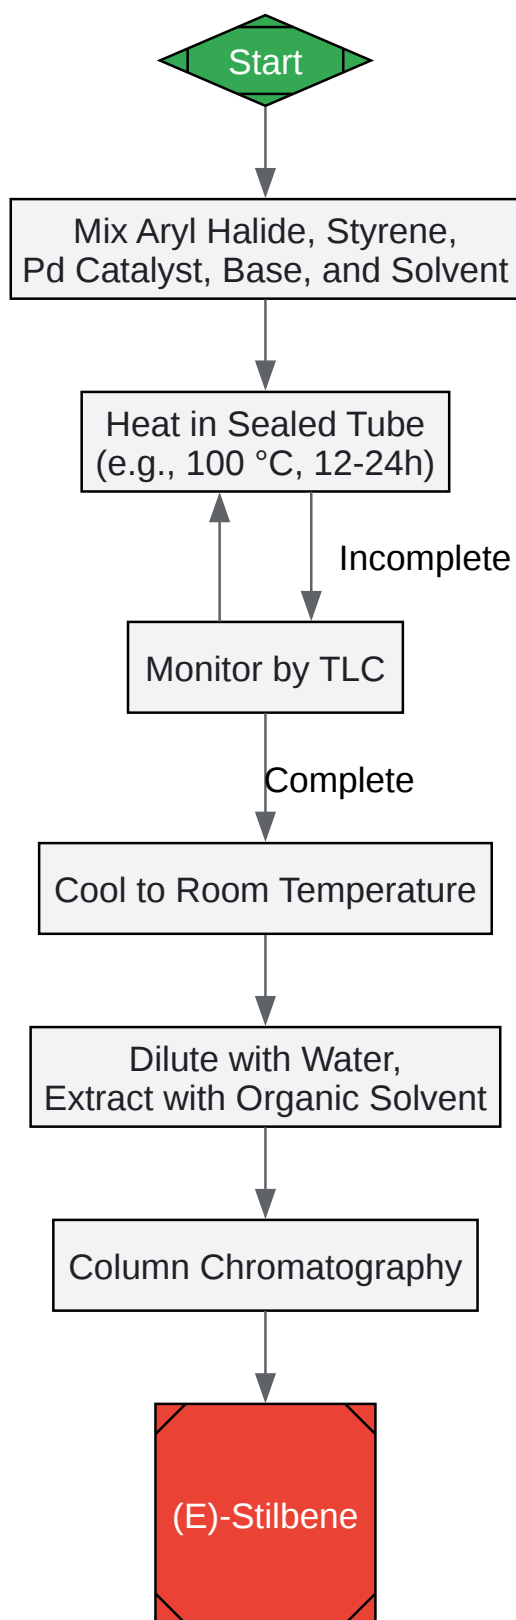 Start
Mix Aryl Halide, Styrene,
Pd Catalyst, Base, and Solvent
Heat in Sealed Tube
(e.g., 100 °C, 12-24h)
Incomplete
Monitor by TLC
Complete
Cool to Room Temperature
Dilute with Water,
Extract with Organic Solvent
Column Chromatography
(E)-Stilbene